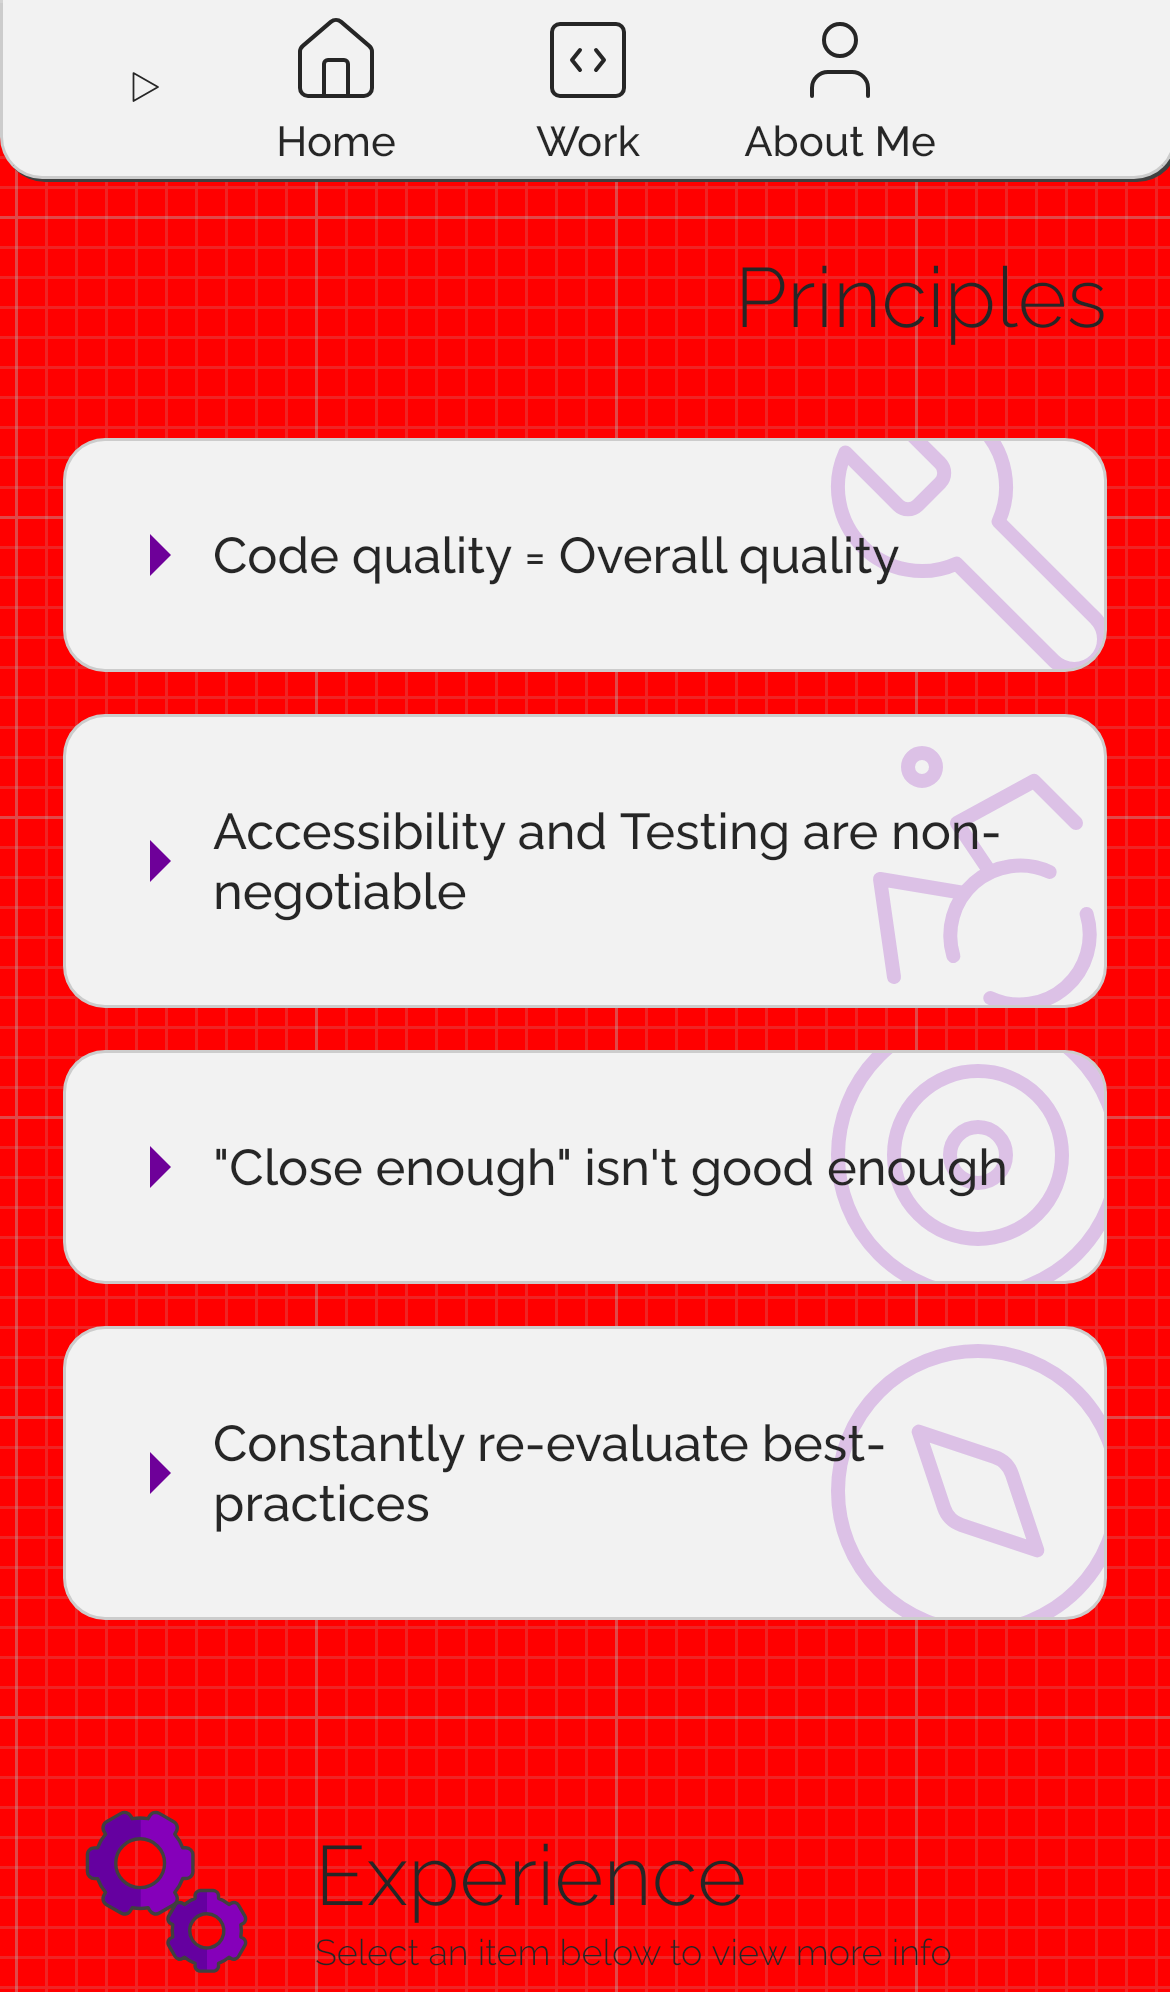 Home
Work
About Me
Principles
Code quality = Overall quality
Accessibility and Testing are non-
negotiable
"Close enough" isn't good enough
Constantly re-evaluate best-
practices
Experience
Select an item below to view more info